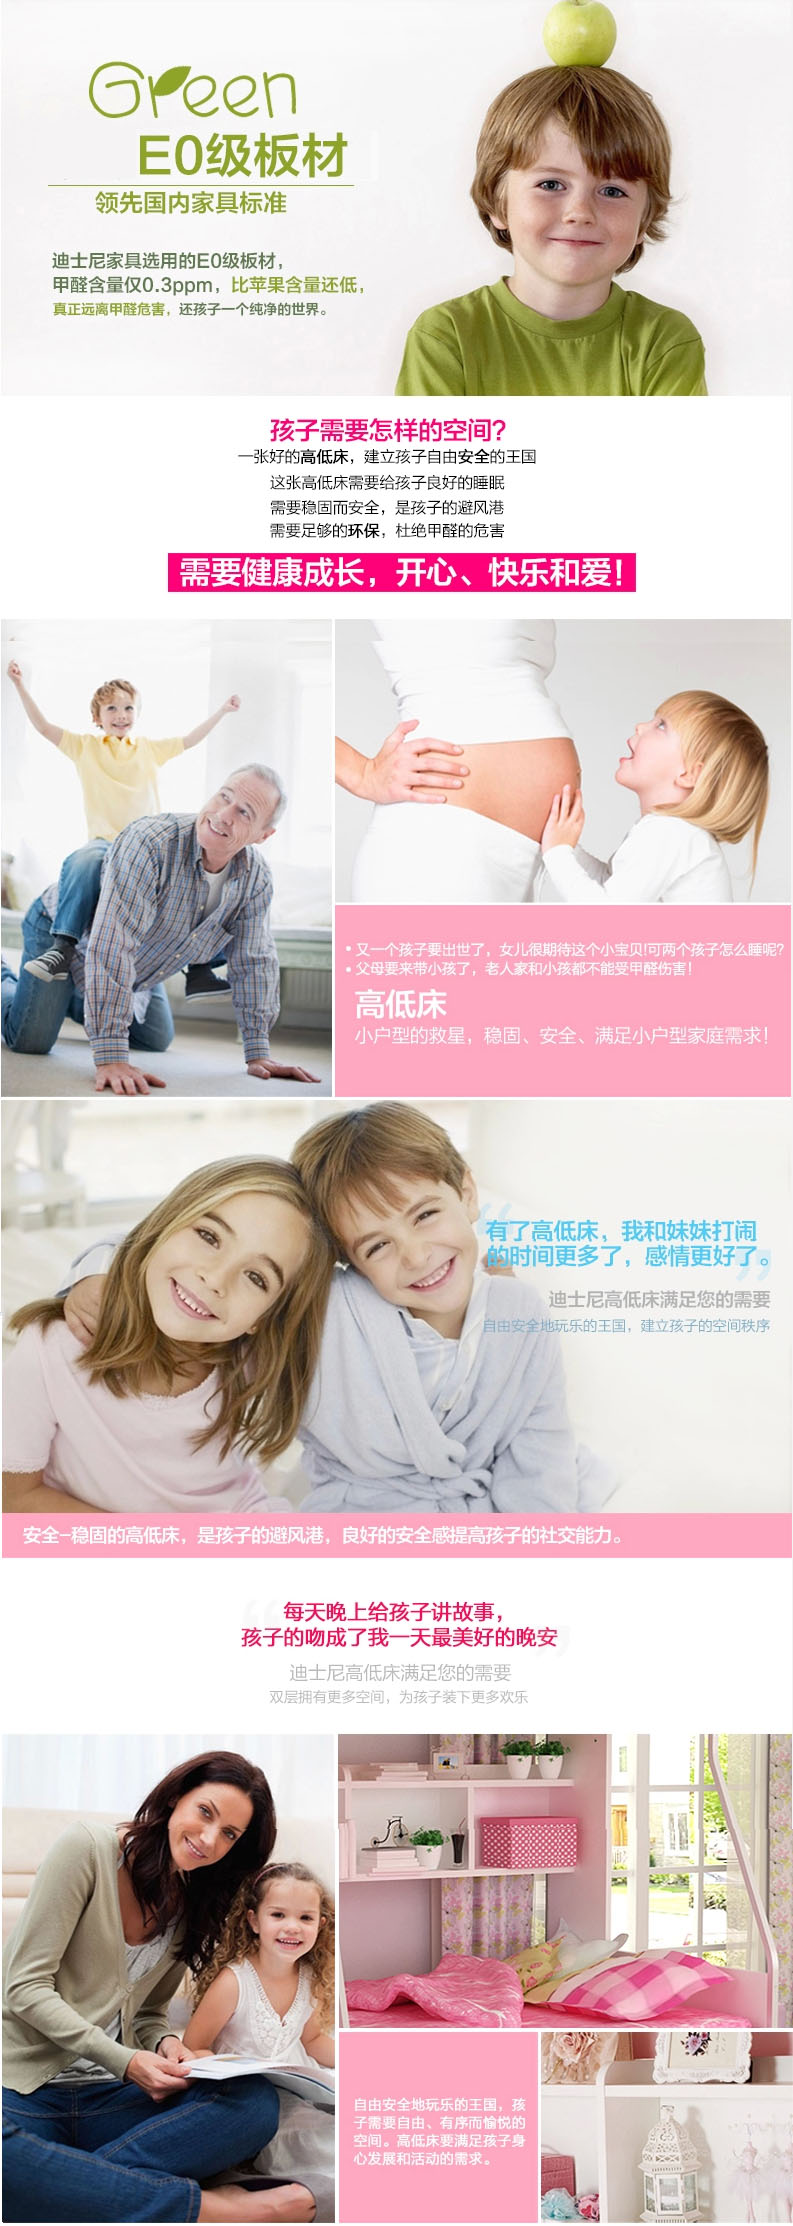 Green
E0级板材
领先国内家具标准
迪士尼家具选用的E0级板材，
甲醛含量仅0.3ppm，比苹果含量还低，
真正远离甲醛危害，还孩子一个纯净的世界。
孩子需要怎样的空间？
一张好的高低床，建立孩子自由安全的王国
这张高低床需要给孩子良好的睡眠
需要稳固而安全，是孩子的避风港
需要足够的环保，杜绝甲醛的危害
需要健康成长，开心、快乐和爱！
• 又一个孩子要出世了，女儿很期待这个小宝贝!可两个孩子怎么睡呢?
• 父母要来带小孩了，老人家和小孩都不能受甲醛伤害！
高低床
小户型的救星，稳固、安全、满足小户型家庭需求！
“有了高低床，我和妹妹打闹
的时间更多了，感情更好了。”
迪士尼高低床满足您的需要
自由安全地玩乐的王国，建立孩子的空间秩序
安全-稳固的高低床，是孩子的避风港，良好的安全感提高孩子的社交能力。
“每天晚上给孩子讲故事，
孩子的吻成了我一天最美好的晚安”
迪士尼高低床满足您的需要
双层拥有更多空间，为孩子装下更多欢乐
自由安全地玩乐的王国，孩
子需要自由、有序而愉悦的
空间。高低床要满足孩子身
心发展和活动的需求。